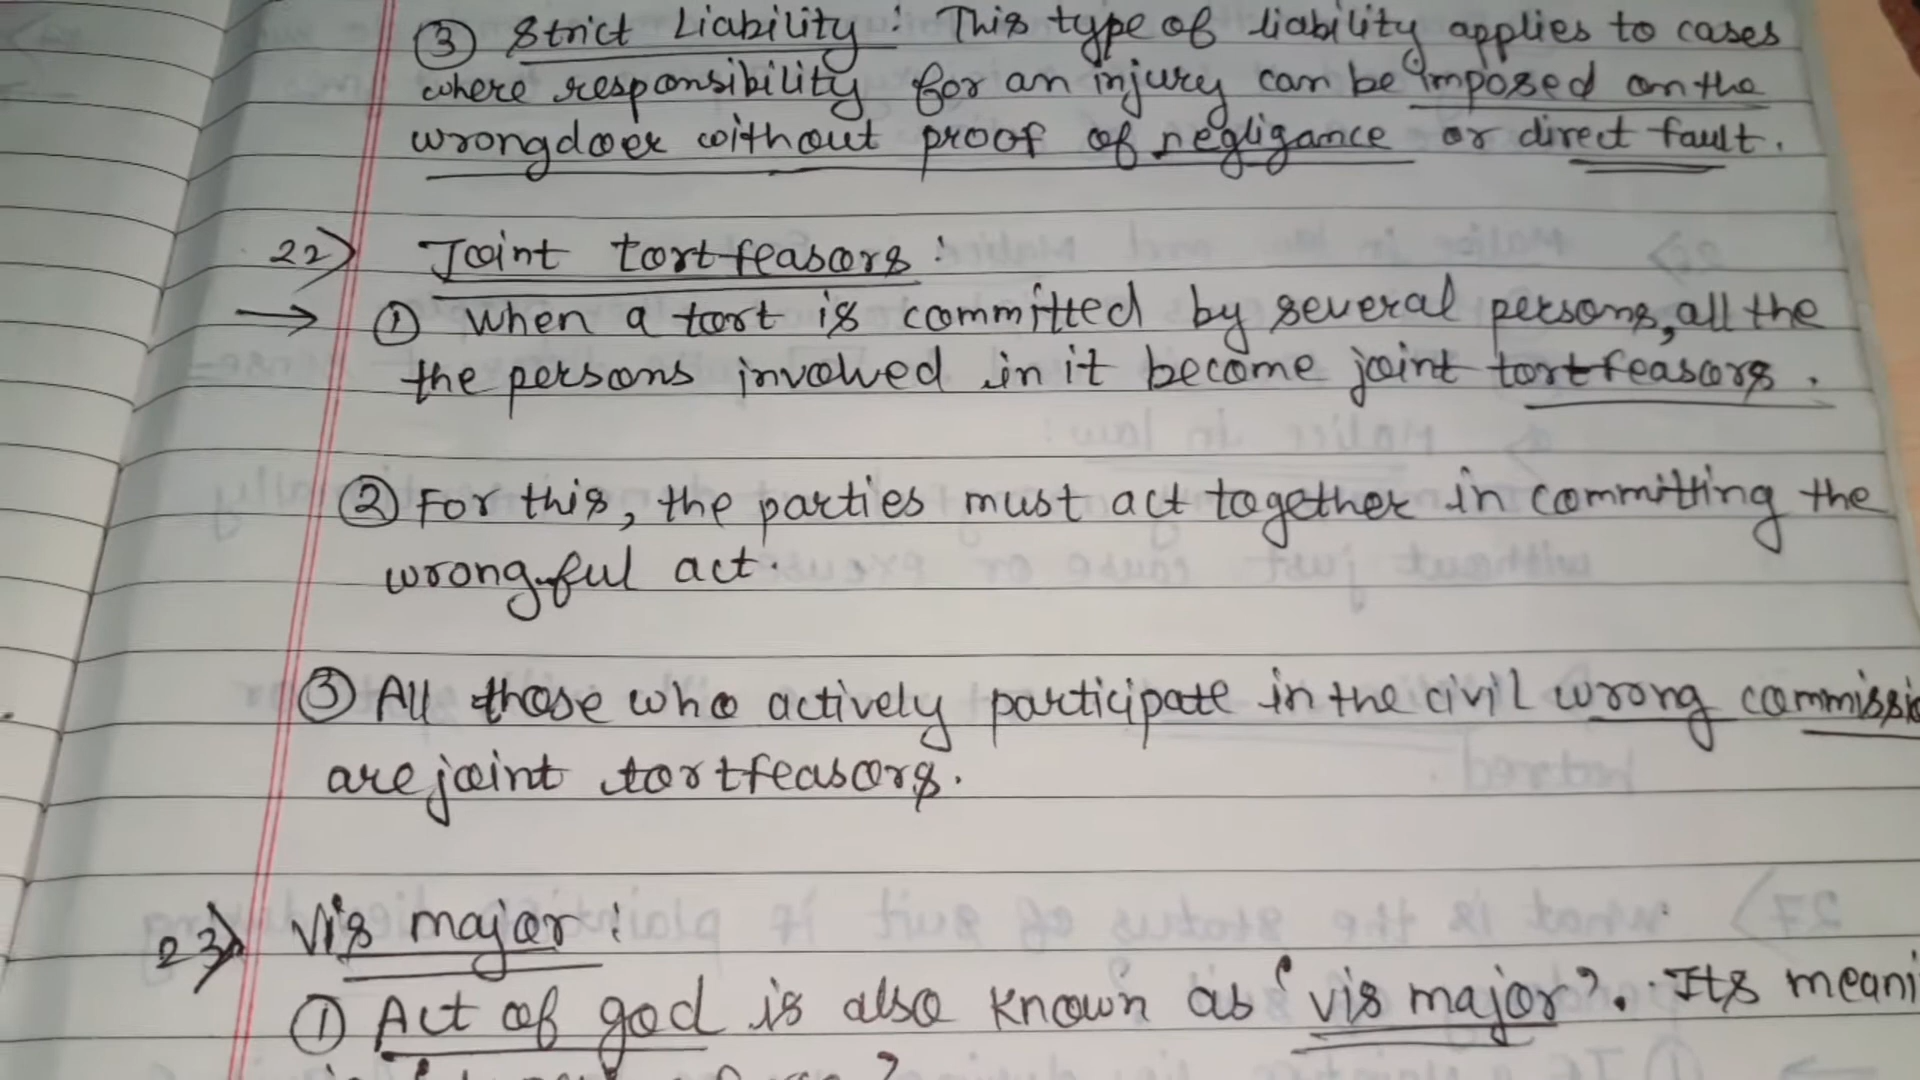 ③ Strict Liability: This type of liability applies to cases
where responsibility for an injury can be imposed on the
wrongdoer without proof of negligance or direct fault.
22) Joint tortfeasors:
→ ① When a tort is committed by several persons, all the
the persons involved in it become joint tortfeasors.
② For this, the parties must act together in committing the
wrongful act.
③ All those who actively participate in the civil wrong commissi
are joint tortfeasors.
23) Vis major:
① Act of god is also known as 'vis major'. Its meani